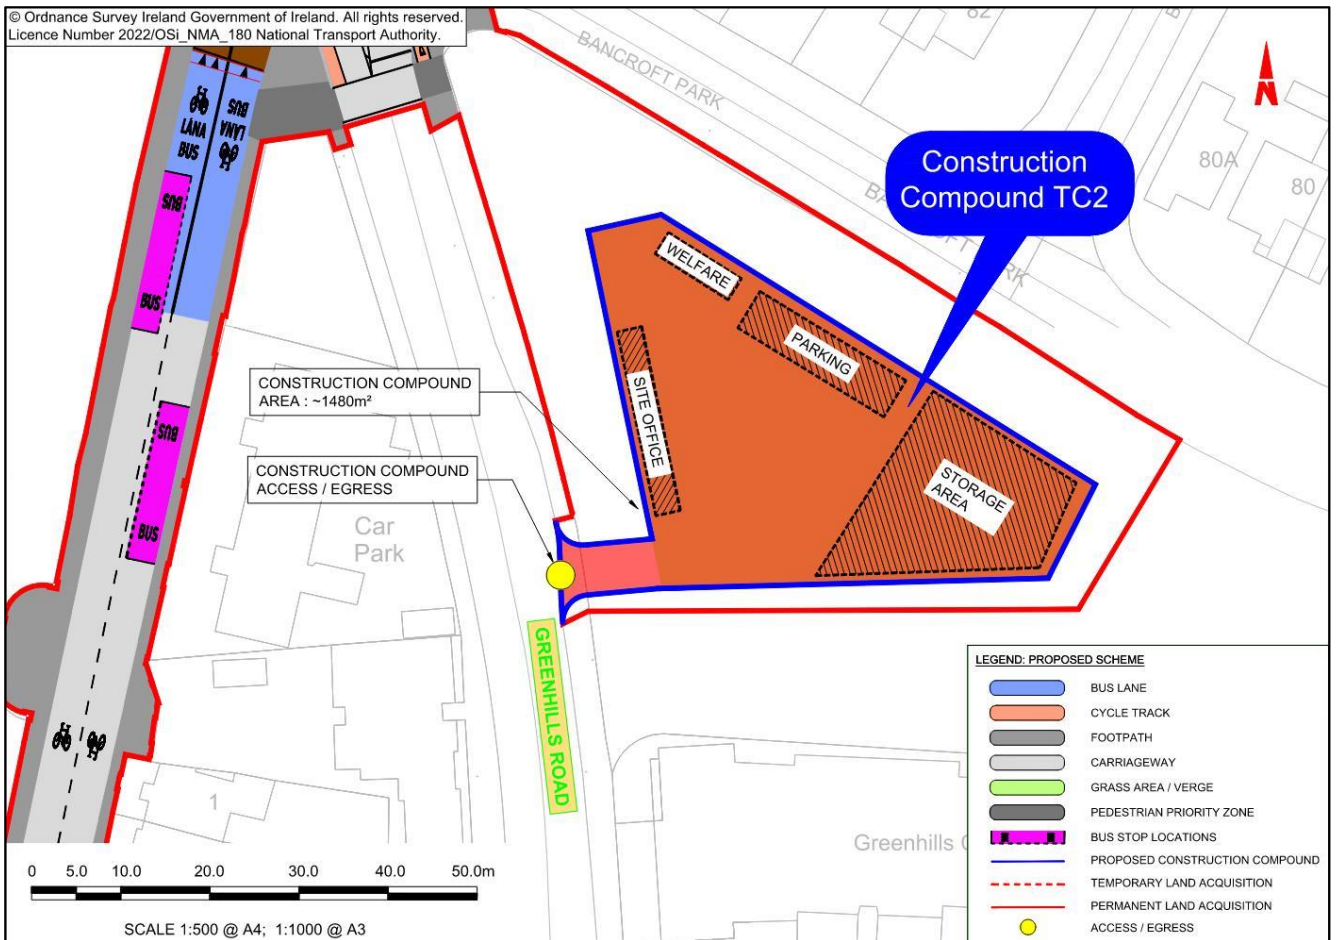 © Ordnance Survey Ireland Government of Ireland. All rights reserved.
Licence Number 2022/OSi_NMA_180 National Transport Authority.
82
BANCROFT PARK
N
BUS
LÁNA
LÁNA
BUS
Construction
Compound TC2
80A
80
BUS
PARK
WELFARE
BUS
PARKING
CONSTRUCTION COMPOUND
AREA : ~1480m²
SITE OFFICE
BUS
CONSTRUCTION COMPOUND
ACCESS / EGRESS
STORAGE
AREA
Car
Park
BUS
GREENHILLS ROAD
1
Greenhills
LEGEND: PROPOSED SCHEME
BUS LANE
CYCLE TRACK
FOOTPATH
CARRIAGEWAY
GRASS AREA / VERGE
PEDESTRIAN PRIORITY ZONE
BUS STOP LOCATIONS
PROPOSED CONSTRUCTION COMPOUND
TEMPORARY LAND ACQUISITION
PERMANENT LAND ACQUISITION
ACCESS / EGRESS
0 5.0 10.0 20.0 30.0 40.0 50.0m
SCALE 1:500 @ A4; 1:1000 @ A3